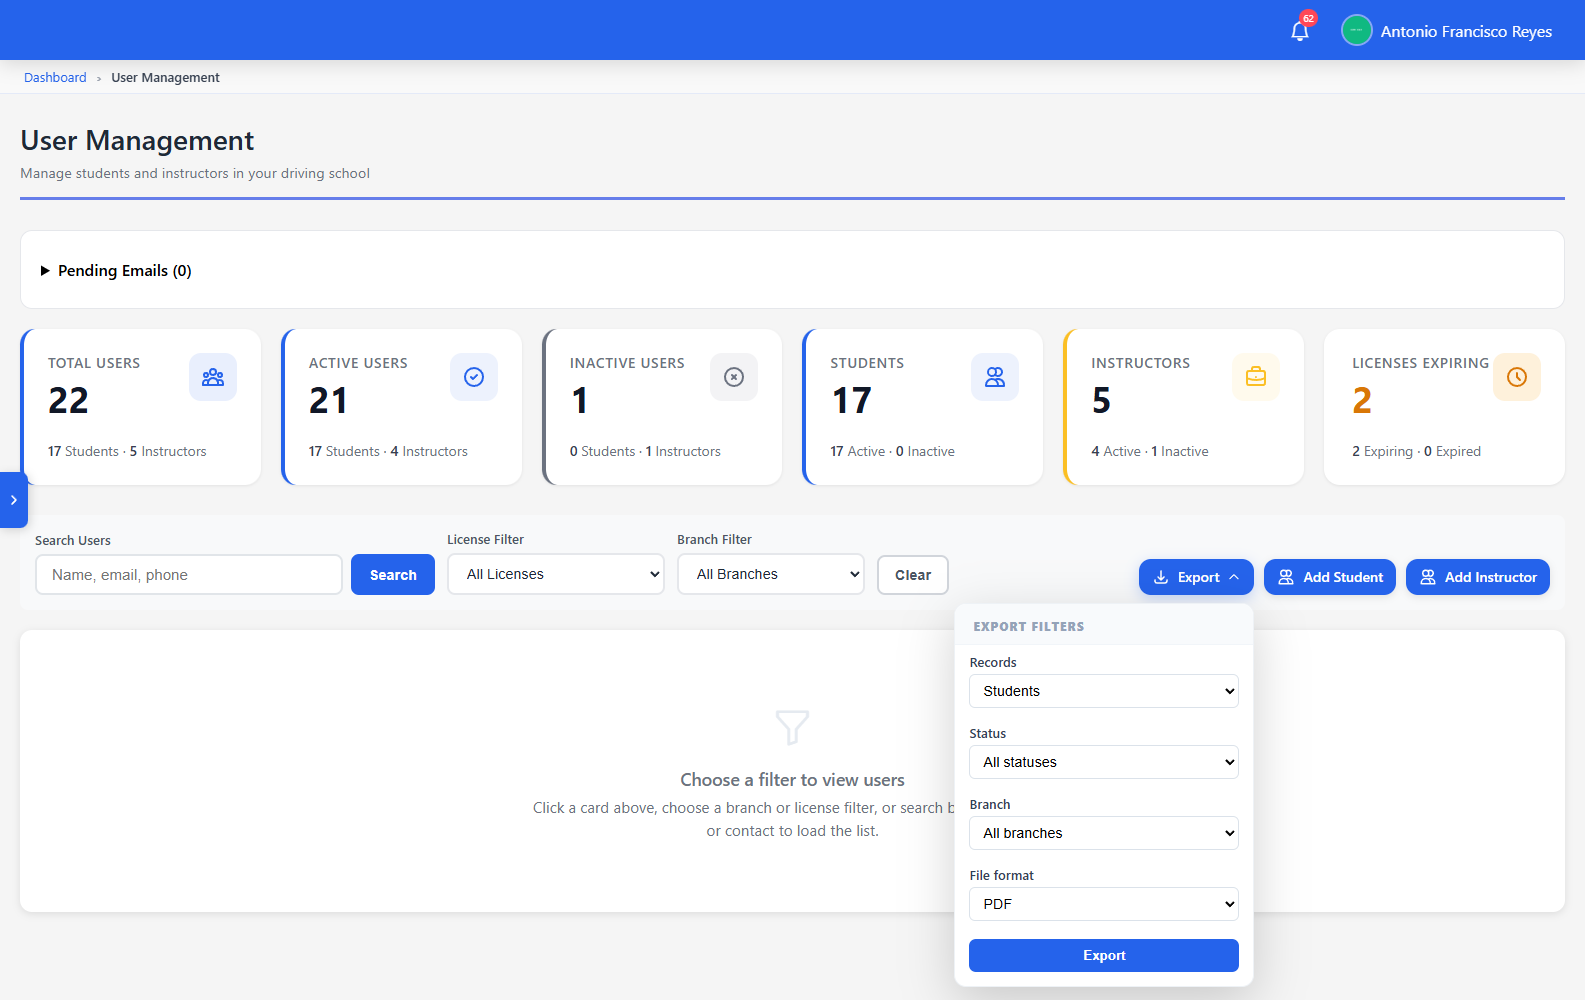 62
Antonio Francisco Reyes
Dashboard > User Management
User Management
Manage students and instructors in your driving school
Pending Emails (0)
TOTAL USERS
22
17 Students · 5 Instructors
ACTIVE USERS
21
17 Students · 4 Instructors
INACTIVE USERS
1
0 Students · 1 Instructors
STUDENTS
17
17 Active · 0 Inactive
INSTRUCTORS
5
4 Active · 1 Inactive
LICENSES EXPIRING
2
2 Expiring · 0 Expired
Search Users
Name, email, phone
Search
License Filter
All Licenses
Branch Filter
All Branches
Clear
Export
Add Student
Add Instructor
EXPORT FILTERS
Records
Students
Status
All statuses
Branch
All branches
File format
PDF
Export
Choose a filter to view users
Click a card above, choose a branch or license filter, or search
or contact to load the list.